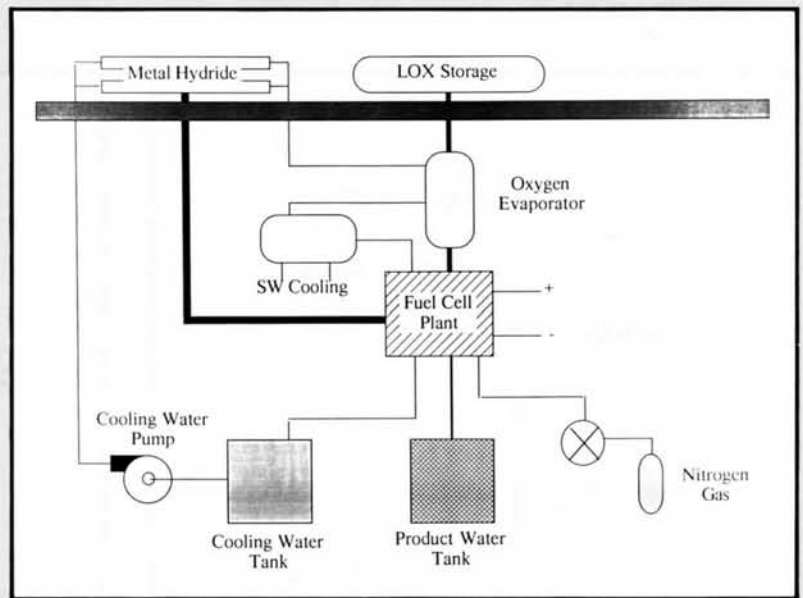 Metal Hydride
LOX Storage
Oxygen
Evaporator
SW Cooling
Fuel Cell
Plant
+
-
Cooling Water
Pump
Nitrogen
Gas
Cooling Water
Tank
Product Water
Tank